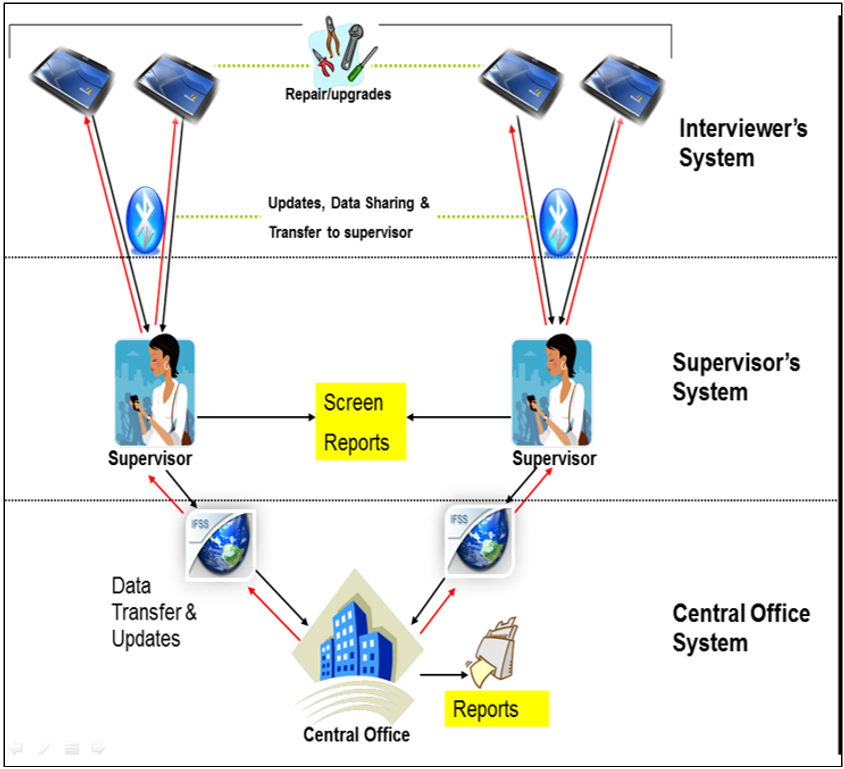 Repair/upgrades
Interviewer's
System
Updates, Data Sharing &
Transfer to supervisor
Supervisor's
System
Screen
Reports
Supervisor
Supervisor
IFSS
IFSS
Data
Transfer &
Updates
Central Office
System
Reports
Central Office